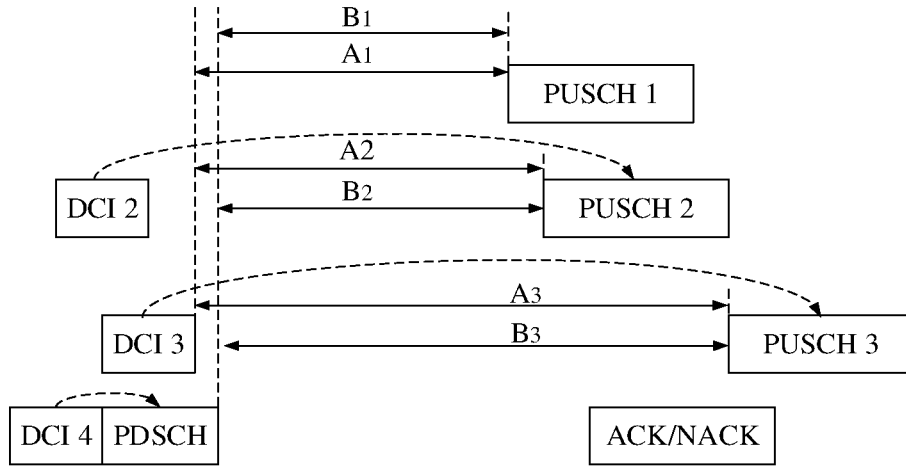 B1
A1
PUSCH 1
A2
DCI 2
B2
PUSCH 2
A3
DCI 3
B3
PUSCH 3
DCI 4
PDSCH
ACK/NACK